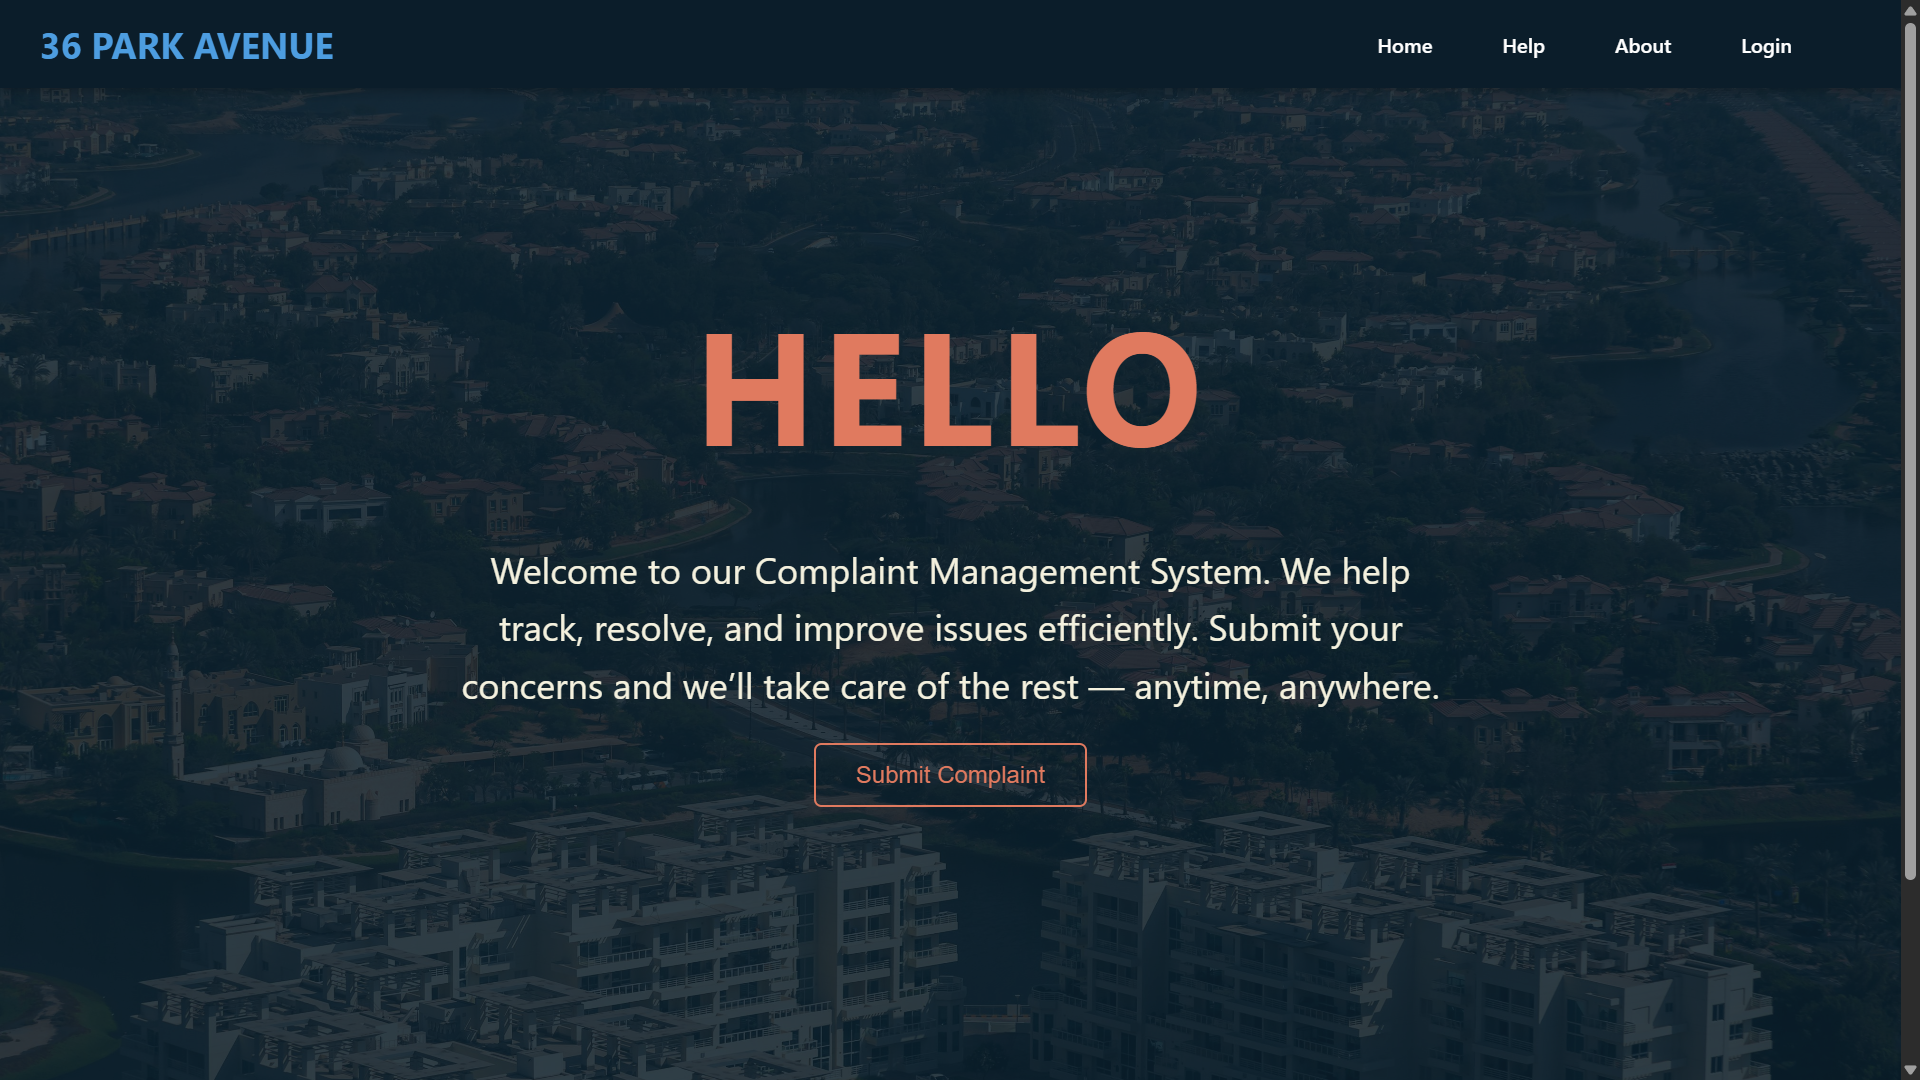 36 PARK AVENUE
Home
Help
About
Login
HELLO
Welcome to our Complaint Management System. We help
track, resolve, and improve issues efficiently. Submit your
concerns and we’ll take care of the rest — anytime, anywhere.
Submit Complaint